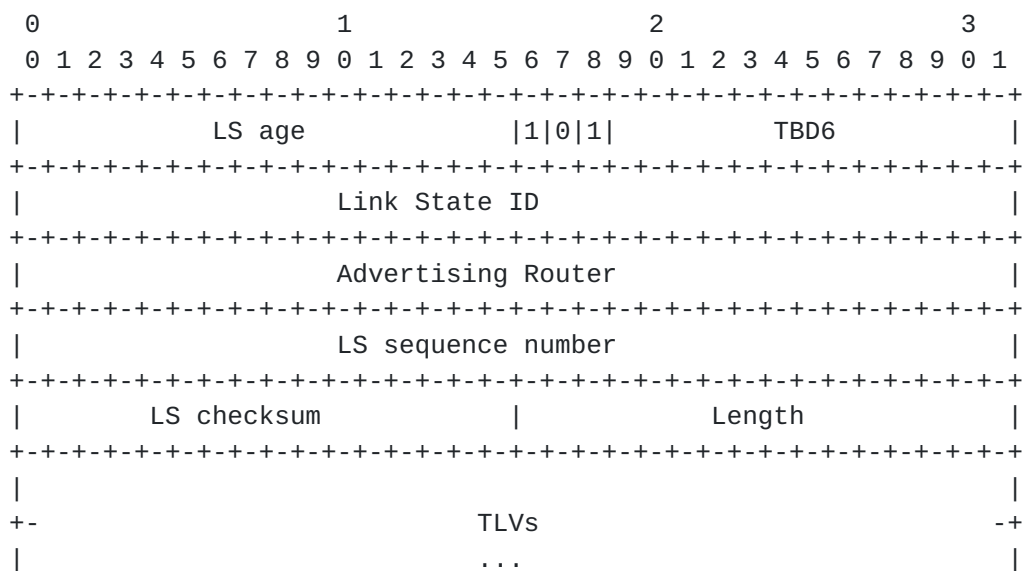 0                   1                   2                   3
 0 1 2 3 4 5 6 7 8 9 0 1 2 3 4 5 6 7 8 9 0 1 2 3 4 5 6 7 8 9 0 1
+-+-+-+-+-+-+-+-+-+-+-+-+-+-+-+-+-+-+-+-+-+-+-+-+-+-+-+-+-+-+-+-+
|            LS age             |1|0|1|          TBD6           |
+-+-+-+-+-+-+-+-+-+-+-+-+-+-+-+-+-+-+-+-+-+-+-+-+-+-+-+-+-+-+-+-+
|                    Link State ID                              |
+-+-+-+-+-+-+-+-+-+-+-+-+-+-+-+-+-+-+-+-+-+-+-+-+-+-+-+-+-+-+-+-+
|                    Advertising Router                         |
+-+-+-+-+-+-+-+-+-+-+-+-+-+-+-+-+-+-+-+-+-+-+-+-+-+-+-+-+-+-+-+-+
|                    LS sequence number                         |
+-+-+-+-+-+-+-+-+-+-+-+-+-+-+-+-+-+-+-+-+-+-+-+-+-+-+-+-+-+-+-+-+
|        LS checksum            |            Length             |
+-+-+-+-+-+-+-+-+-+-+-+-+-+-+-+-+-+-+-+-+-+-+-+-+-+-+-+-+-+-+-+-+
|                                                               |
+-                            TLVs                             -+
|                             ...                               |